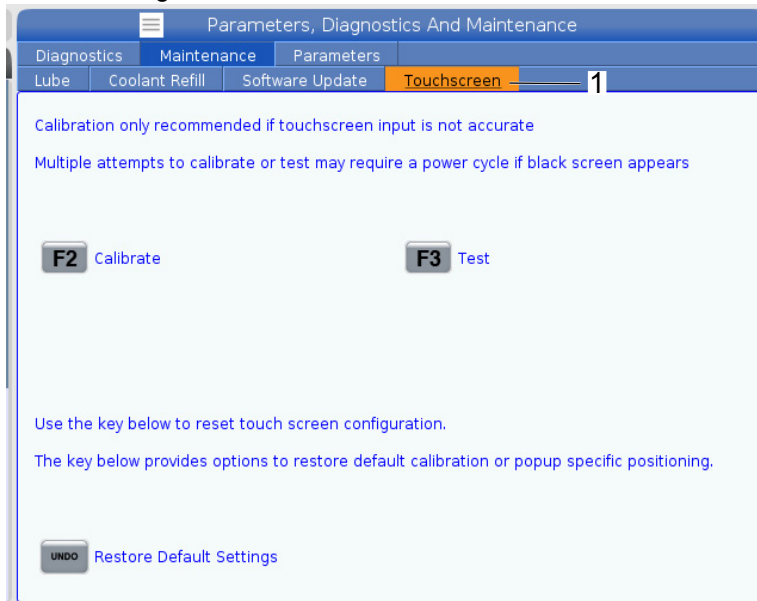 Parameters, Diagnostics And Maintenance
Diagnostics Maintenance Parameters
Lube Coolant Refill Software Update Touchscreen 1
Calibration only recommended if touchscreen input is not accurate
Multiple attempts to calibrate or test may require a power cycle if black screen appears
F2 Calibrate F3 Test
Use the key below to reset touch screen configuration.
The key below provides options to restore default calibration or popup specific positioning.
UNDO Restore Default Settings